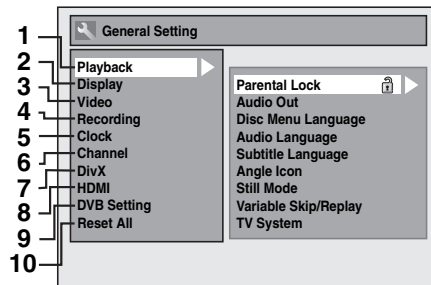 General Setting
1 Playback
2 Display
3 Video
4 Recording
5 Clock
6 Channel
7 DivX
8 HDMI
9 DVB Setting
10 Reset All
Parental Lock
Audio Out
Disc Menu Language
Audio Language
Subtitle Language
Angle Icon
Still Mode
Variable Skip/Replay
TV System